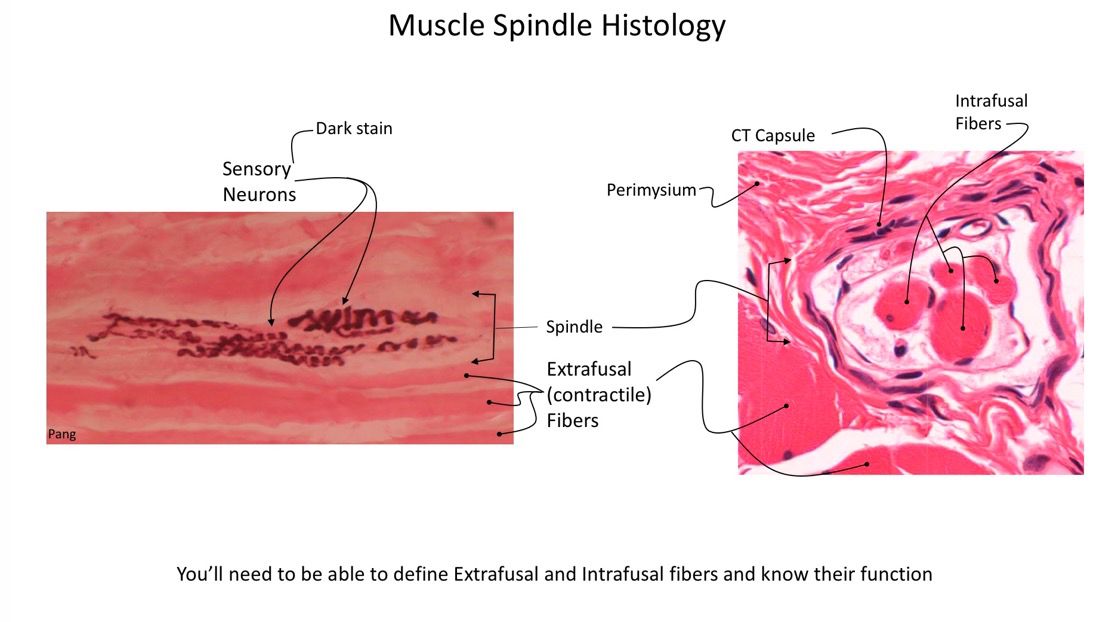 Muscle Spindle Histology
Intrafusal
Fibers
Dark stain
CT Capsule
Sensory
Neurons
Perimysium
Spindle
Extrafusal
(contractile)
Fibers
Pang
You’ll need to be able to define Extrafusal and Intrafusal fibers and know their function